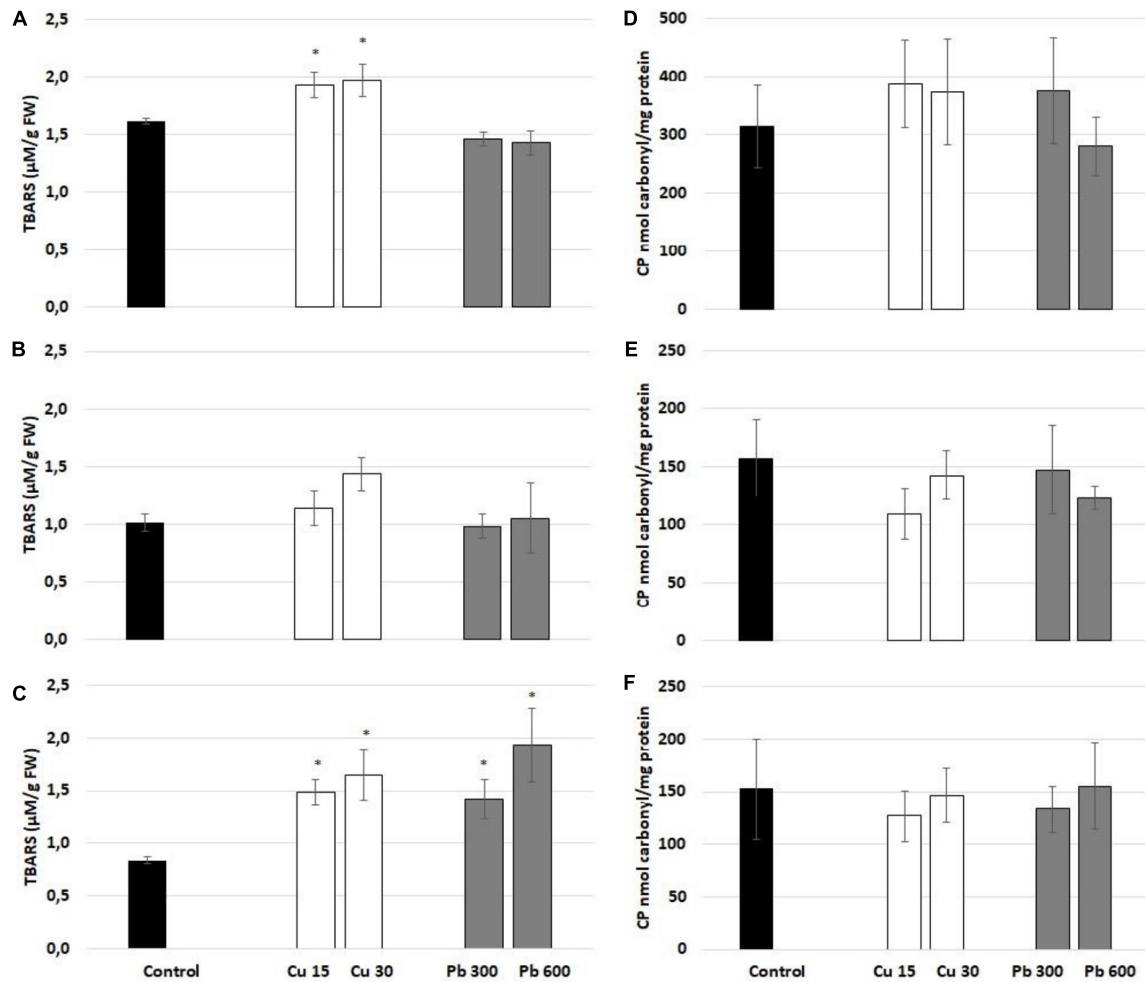 A
TBARS (µM/g FW)
2,5
2,0
1,5
1,0
0,5
0,0
* *
D
CP nmol carbonyl/mg protein
500
400
300
300
100
0
B
TBARS (µM/g FW)
2,5
2,0
1,5
1,0
0,5
0,0
E
CP nmol carbonyl/mg protein
250
200
150
100
50
0
C
TBARS (µM/g FW)
2,5
2,0
1,5
1,0
0,5
0,0
* * * *
Control Cu 15 Cu 30 Pb 300 Pb 600
F
CP nmol carbonyl/mg protein
250
200
150
100
50
0
Control Cu 15 Cu 30 Pb 300 Pb 600